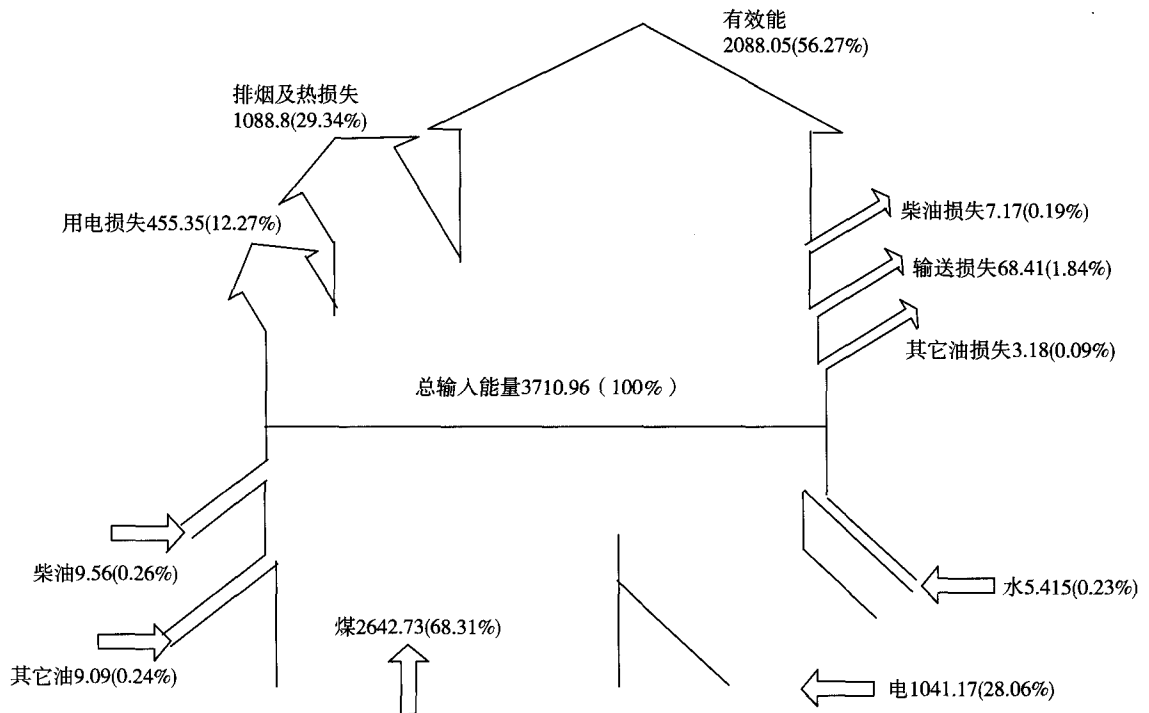 有效能
2088.05(56.27%)
排烟及热损失
1088.8(29.34%)
用电损失455.35(12.27%)
柴油损失7.17(0.19%)
输送损失68.41(1.84%)
其它油损失3.18(0.09%)
总输入能量3710.96（100%）
柴油9.56(0.26%)
水5.415(0.23%)
煤2642.73(68.31%)
其它油9.09(0.24%)
电1041.17(28.06%)